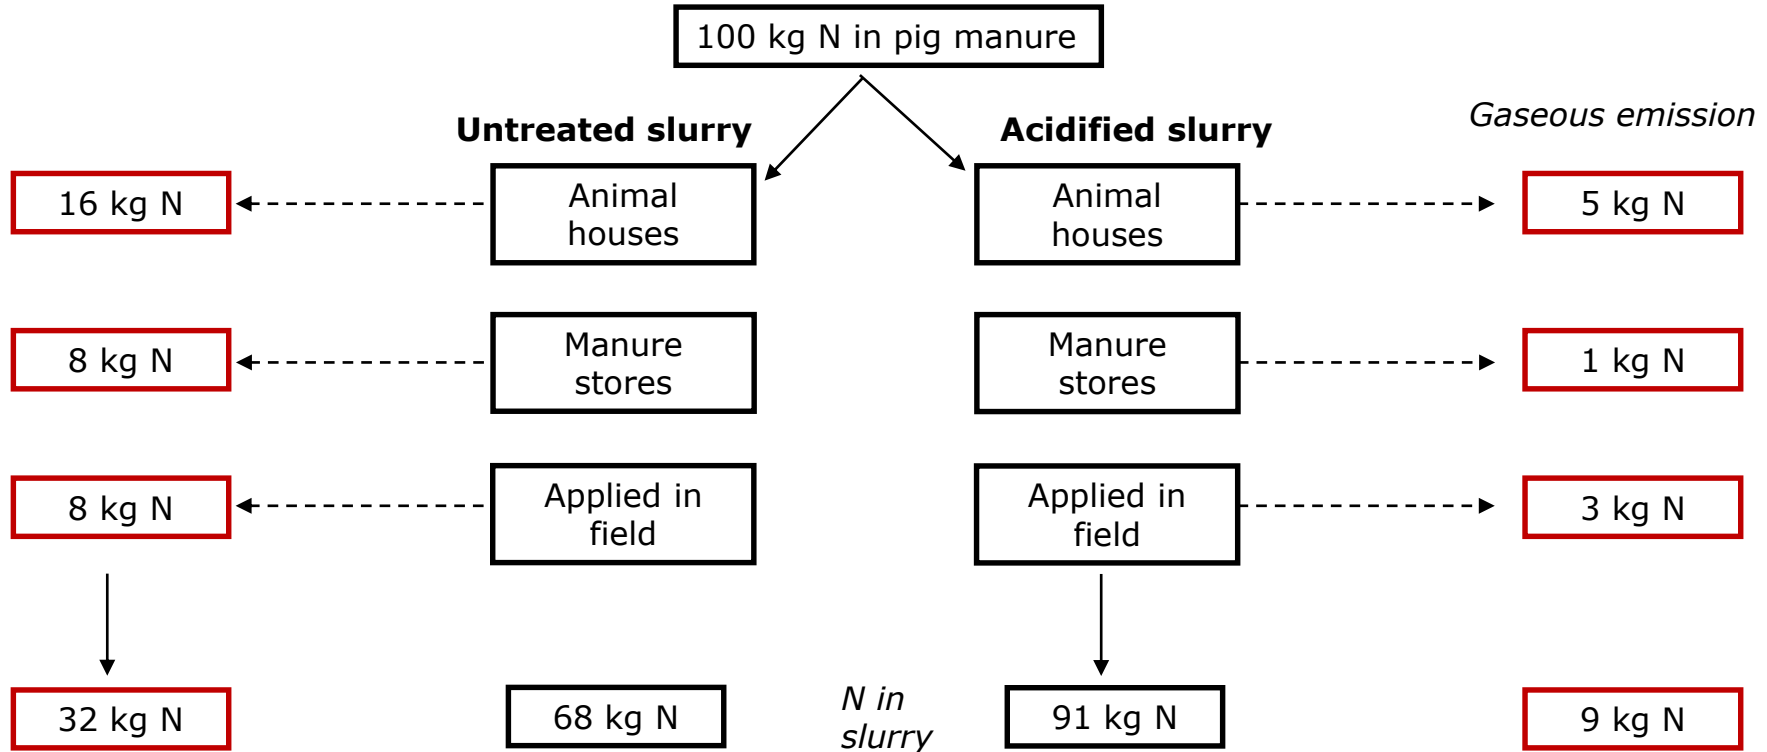 100 kg N in pig manure
Untreated slurry
Acidified slurry
Gaseous emission
16 kg N
Animal
houses
Animal
houses
5 kg N
8 kg N
Manure
stores
Manure
stores
1 kg N
8 kg N
Applied in
field
Applied in
field
3 kg N
32 kg N
68 kg N
N in
slurry
91 kg N
9 kg N